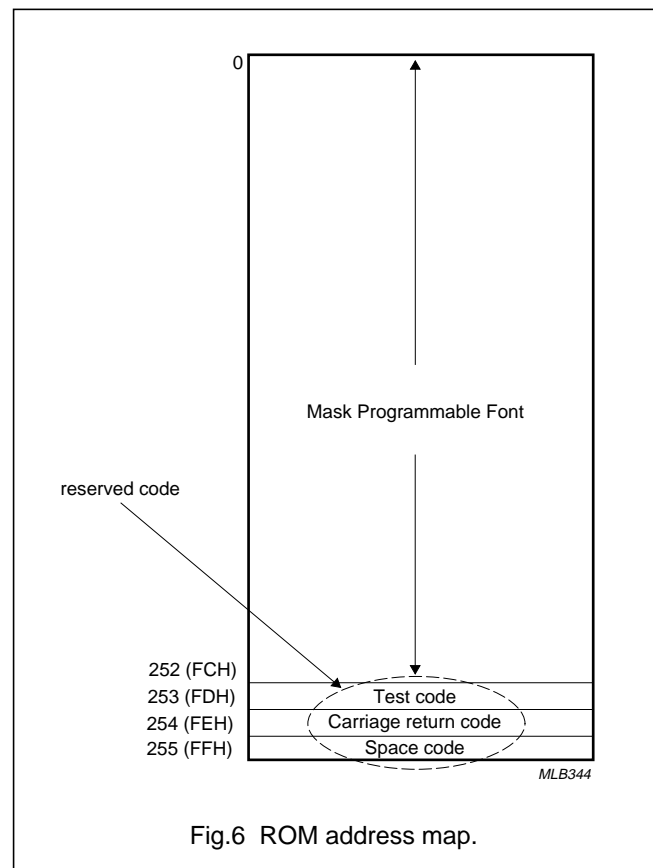 0
Mask Programmable Font
reserved code
252 (FCH)
253 (FDH) Test code
254 (FEH) Carriage return code
255 (FFH) Space code
MLB344
Fig.6 ROM address map.